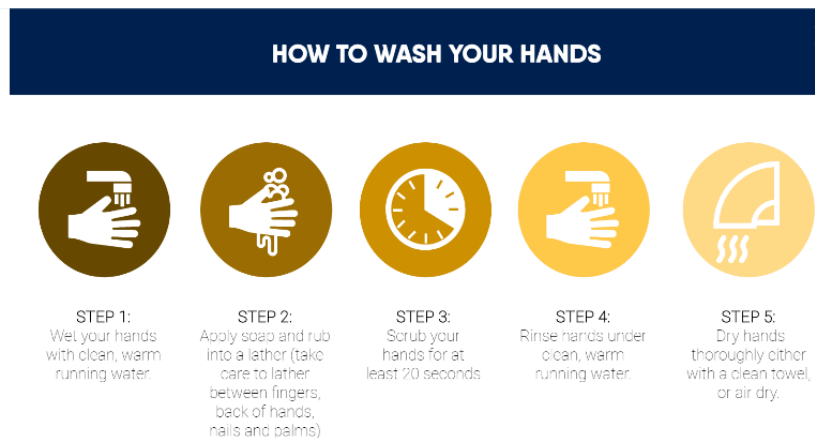 HOW TO WASH YOUR HANDS
STEP 1:
Wet your hands
with clean, warm
running water.
STEP 2:
Apply soap and rub
into a lather (take
care to lather
between fingers,
back of hands,
nails and palms)
STEP 3:
Scrub your
hands for at
least 20 seconds
STEP 4:
Rinse hands under
clean, warm
running water.
STEP 5:
Dry hands
thoroughly either
with a clean towel,
or air dry.